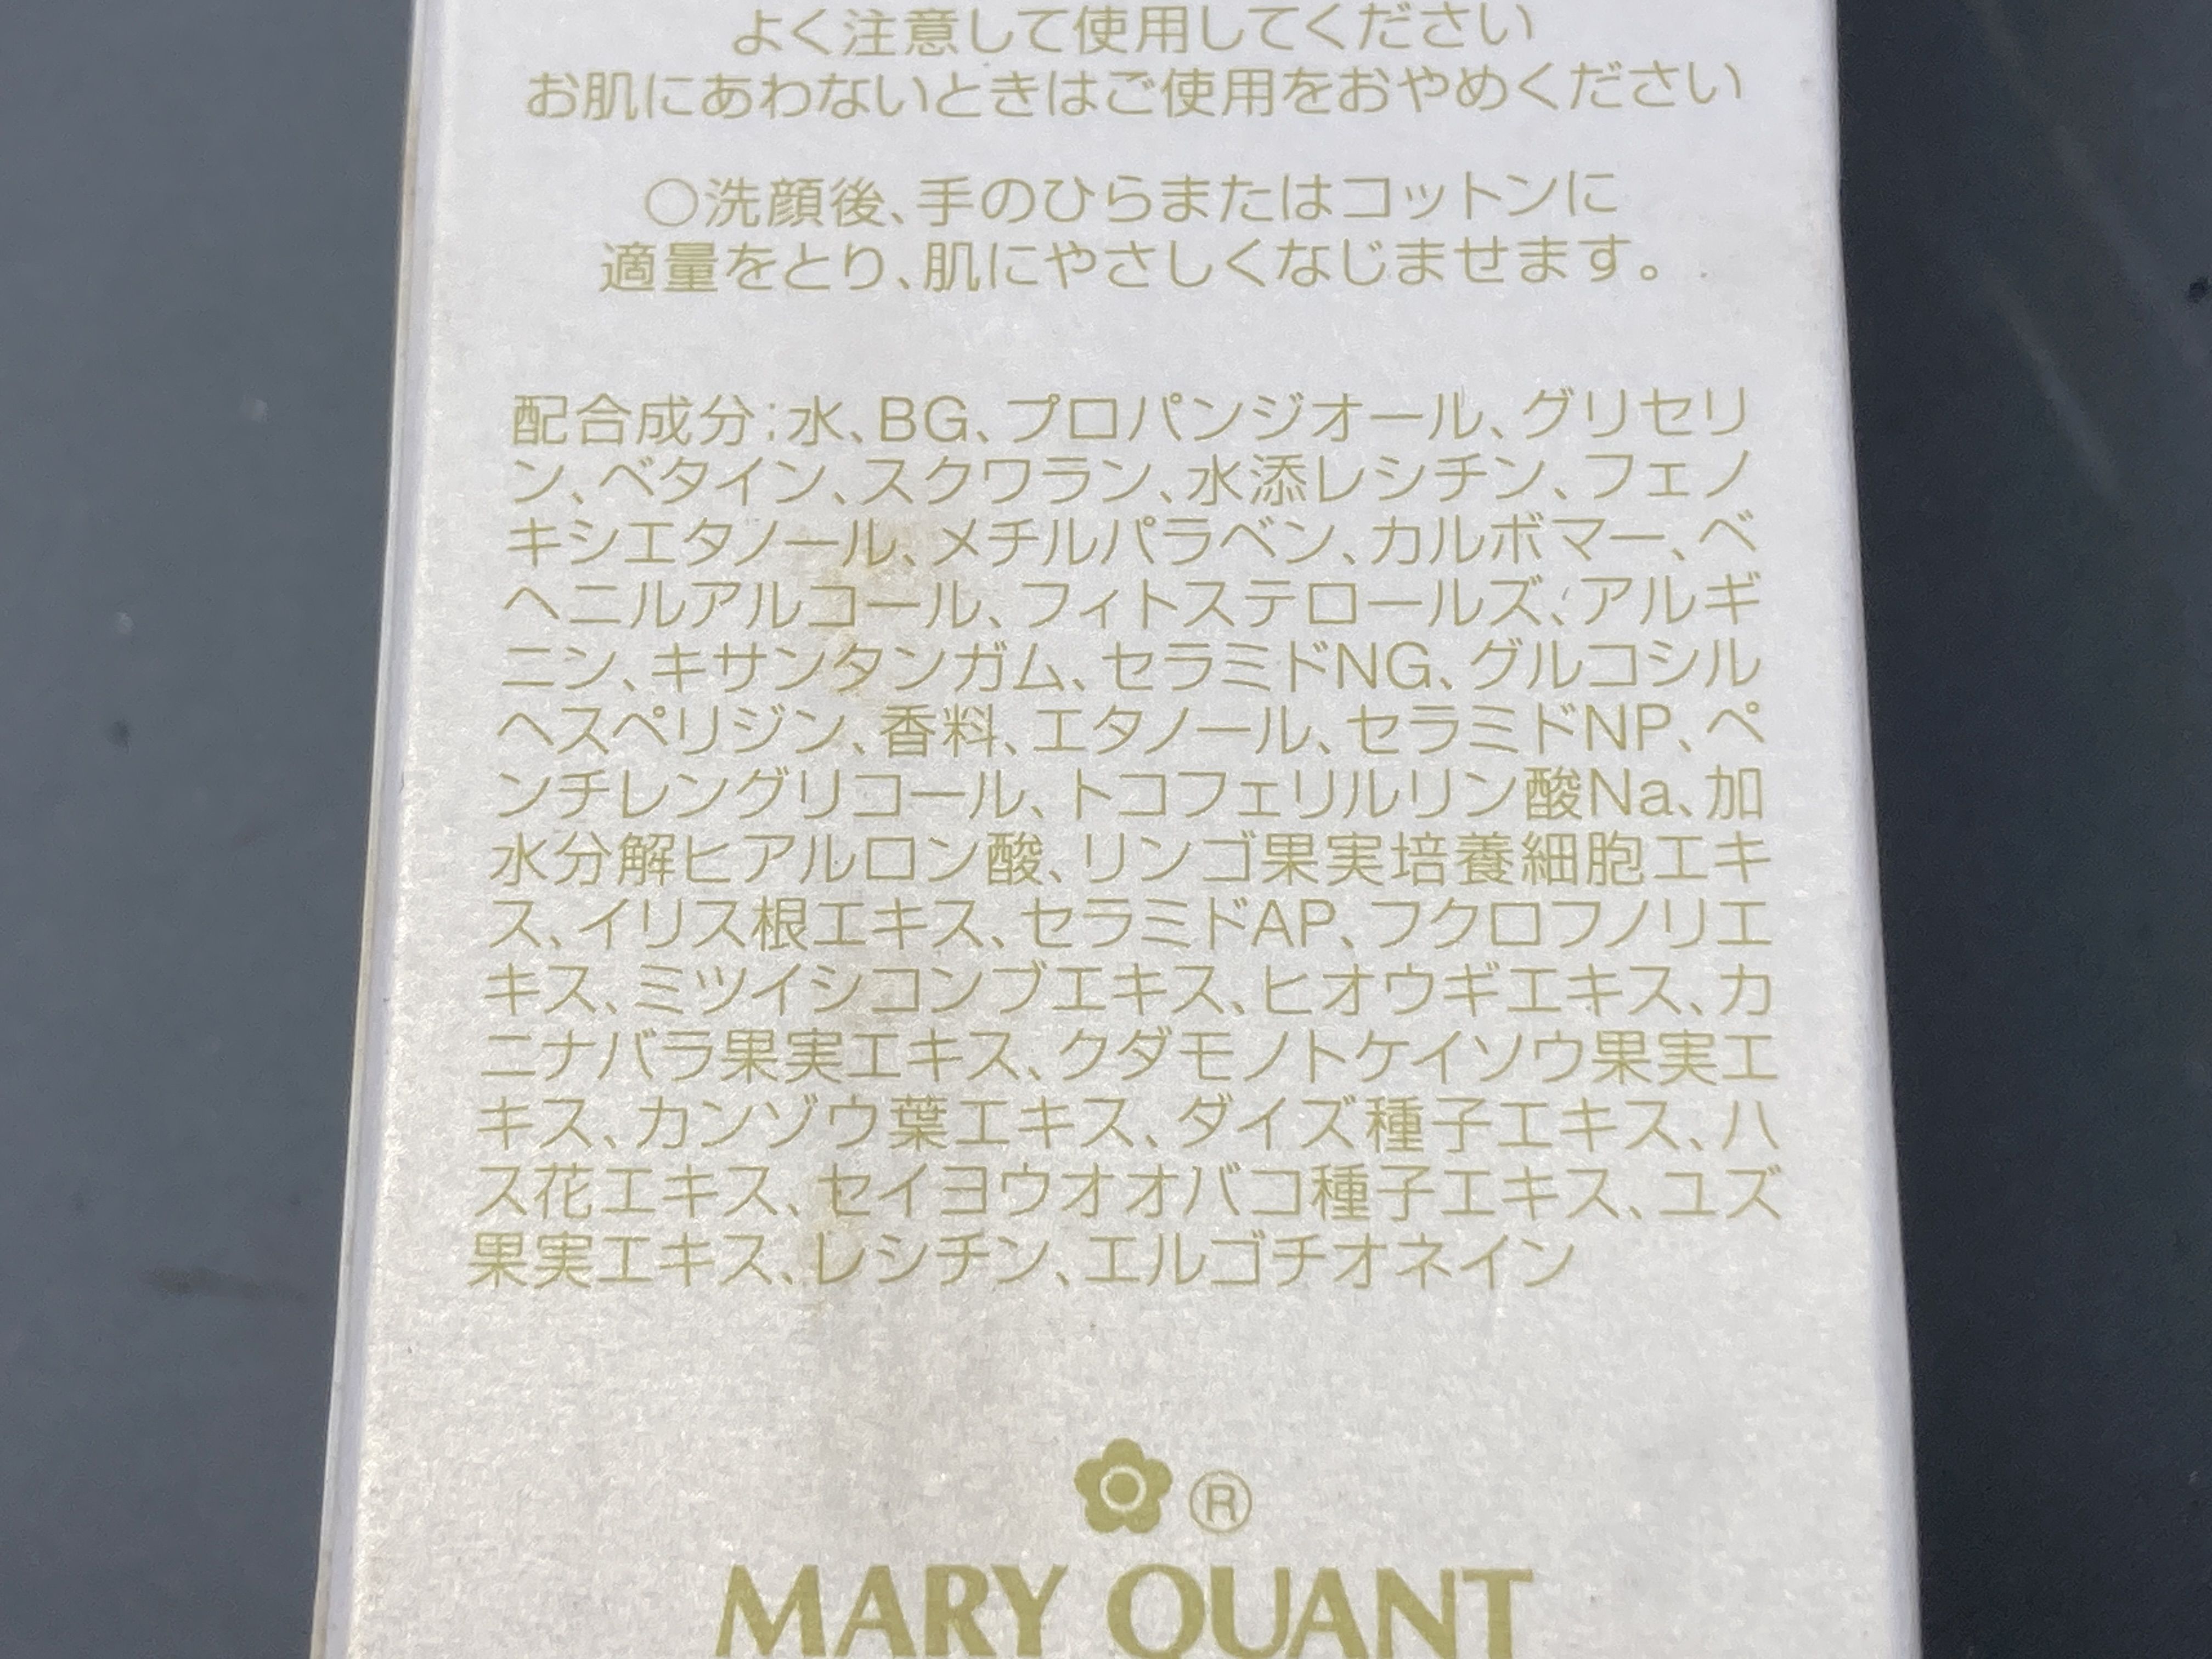 よく注意して使用してください
お肌にあわないときはご使用をおやめください
○洗顔後、手のひらまたはコットンに
適量をとり、肌にやさしくなじませます。
配合成分:水、BG、プロパンジオール、グリセリ
ン、ベタイン、スクワラン、水添レシチン、フェノ
キシエタノール、メチルパラベン、カルボマー、ベ
ヘニルアルコール、フィトステロールズ、アルギ
ニン、キサンタンガム、セラミドNG、グルコシル
ヘスペリジン、香料、エタノール、セラミドNP、ペ
ンチレングリコール、トコフェリルリン酸Na、加
水分解ヒアルロン酸、リンゴ果実培養細胞エキ
ス、イリス根エキス、セラミドAP、フクロフノリエ
キス、ミツイシコンブエキス、ヒオウギエキス、カ
ニナバラ果実エキス、クダモノトケイソウ果実エ
キス、カンゾウ葉エキス、ダイズ種子エキス、ハ
ス花エキス、セイヨウオオバコ種子エキス、ユズ
果実エキス、レシチン、エルゴチオネイン
®
MARY QUANT